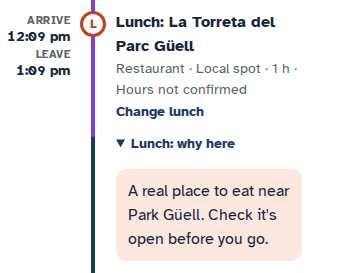 ARRIVE
12:09 pm
LEAVE
1:09 pm
L
Lunch: La Torreta del
Parc Güell
Restaurant · Local spot · 1 h ·
Hours not confirmed
Change lunch
▼ Lunch: why here
A real place to eat near
Park Güell. Check it's
open before you go.